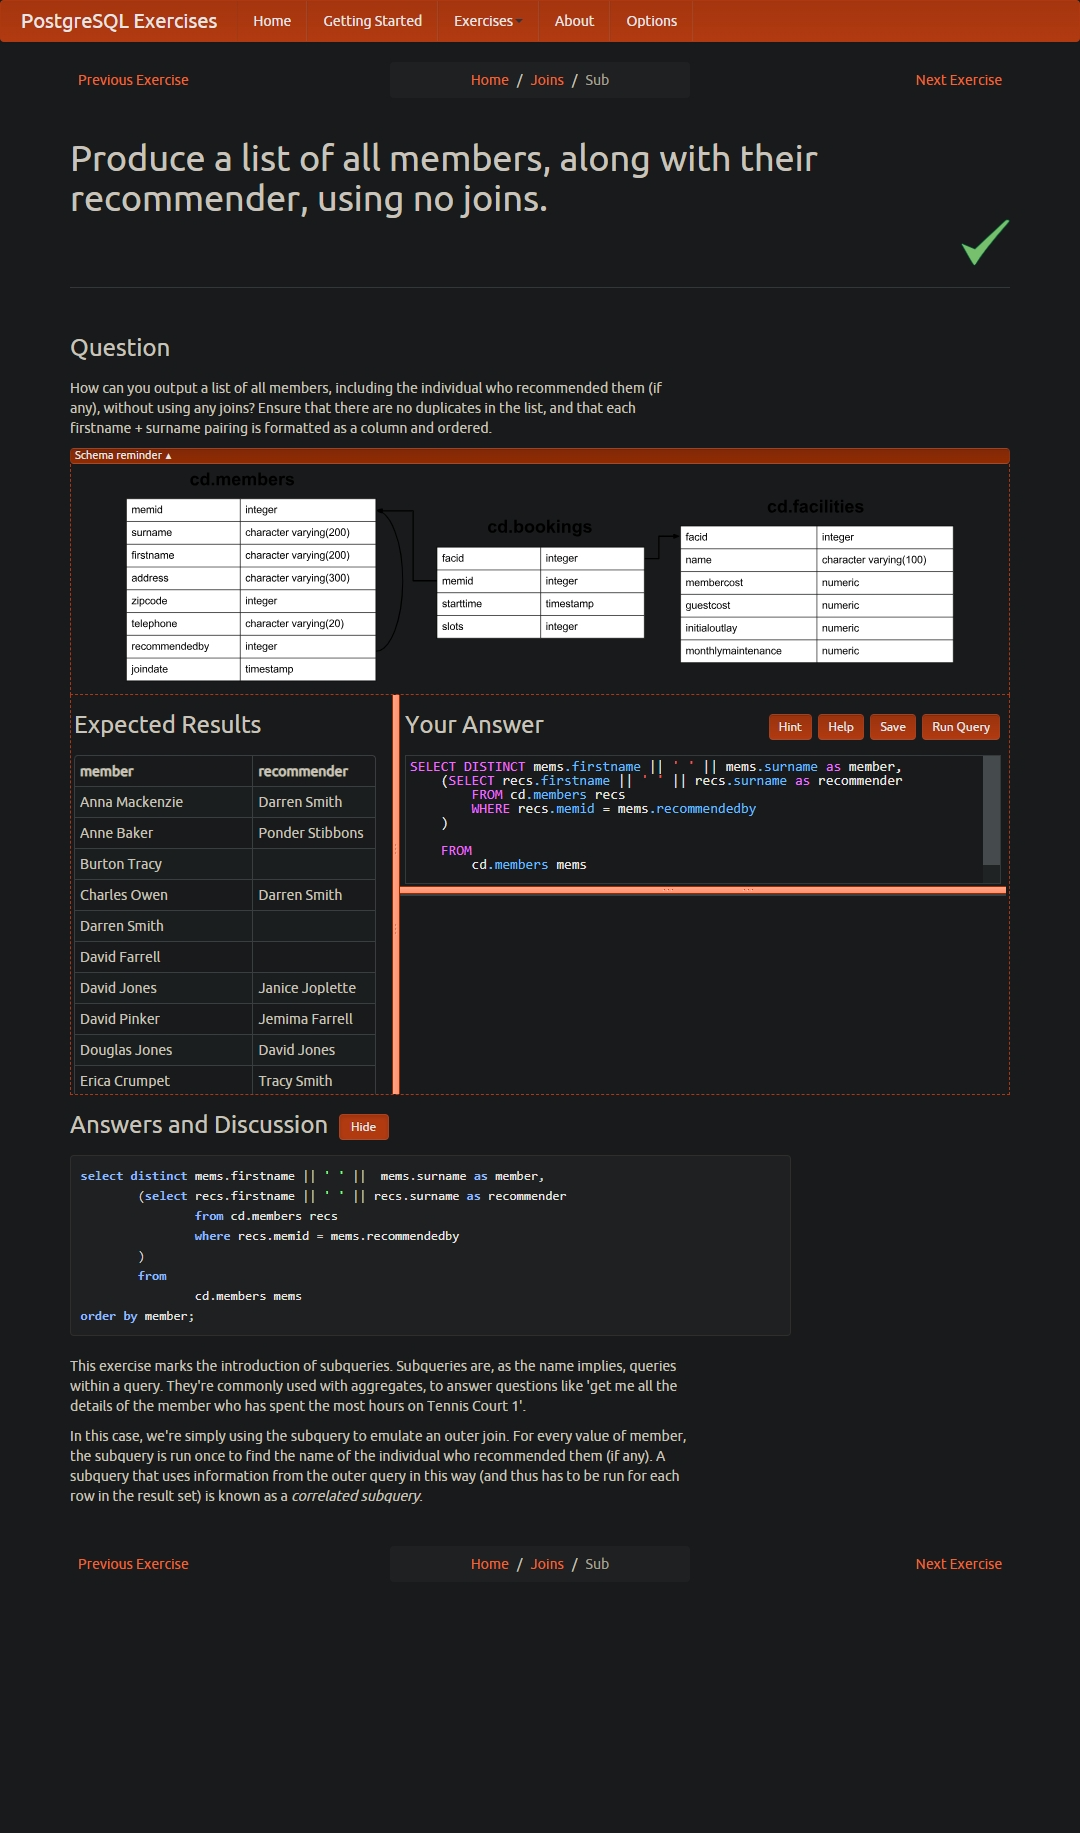 PostgreSQL Exercises Home Getting Started Exercises About Options
Previous Exercise Home / Joins / Sub Next Exercise
Produce a list of all members, along with their
recommender, using no joins.
Question
How can you output a list of all members, including the individual who recommended them (if
any), without using any joins? Ensure that there are no duplicates in the list, and that each
firstname + surname pairing is formatted as a column and ordered.
Schema reminder ▴
cd.members
memid integer
surname character varying(200)
firstname character varying(200)
address character varying(300)
zipcode integer
telephone character varying(20)
recommendedby integer
joindate timestamp
cd.bookings
facid integer
memid integer
starttime timestamp
slots integer
cd.facilities
facid integer
name character varying(100)
membercost numeric
guestcost numeric
initialoutlay numeric
monthlymaintenance numeric
Expected Results
member recommender
Anna Mackenzie Darren Smith
Anne Baker Ponder Stibbons
Burton Tracy
Charles Owen Darren Smith
Darren Smith
David Farrell
David Jones Janice Joplette
David Pinker Jemima Farrell
Douglas Jones David Jones
Erica Crumpet Tracy Smith
Your Answer Hint Help Save Run Query
SELECT DISTINCT mems.firstname || ' ' || mems.surname as member,
(SELECT recs.firstname || ' ' || recs.surname as recommender
FROM cd.members recs
WHERE recs.memid = mems.recommendedby
)
FROM
cd.members mems
Answers and Discussion Hide
select distinct mems.firstname || ' ' ||  mems.surname as member,
(select recs.firstname || ' ' || recs.surname as recommender
from cd.members recs
where recs.memid = mems.recommendedby
)
from
cd.members mems
order by member;
This exercise marks the introduction of subqueries. Subqueries are, as the name implies, queries
within a query. They're commonly used with aggregates, to answer questions like 'get me all the
details of the member who has spent the most hours on Tennis Court 1'.
In this case, we're simply using the subquery to emulate an outer join. For every value of member,
the subquery is run once to find the name of the individual who recommended them (if any). A
subquery that uses information from the outer query in this way (and thus has to be run for each
row in the result set) is known as a correlated subquery.
Previous Exercise Home / Joins / Sub Next Exercise